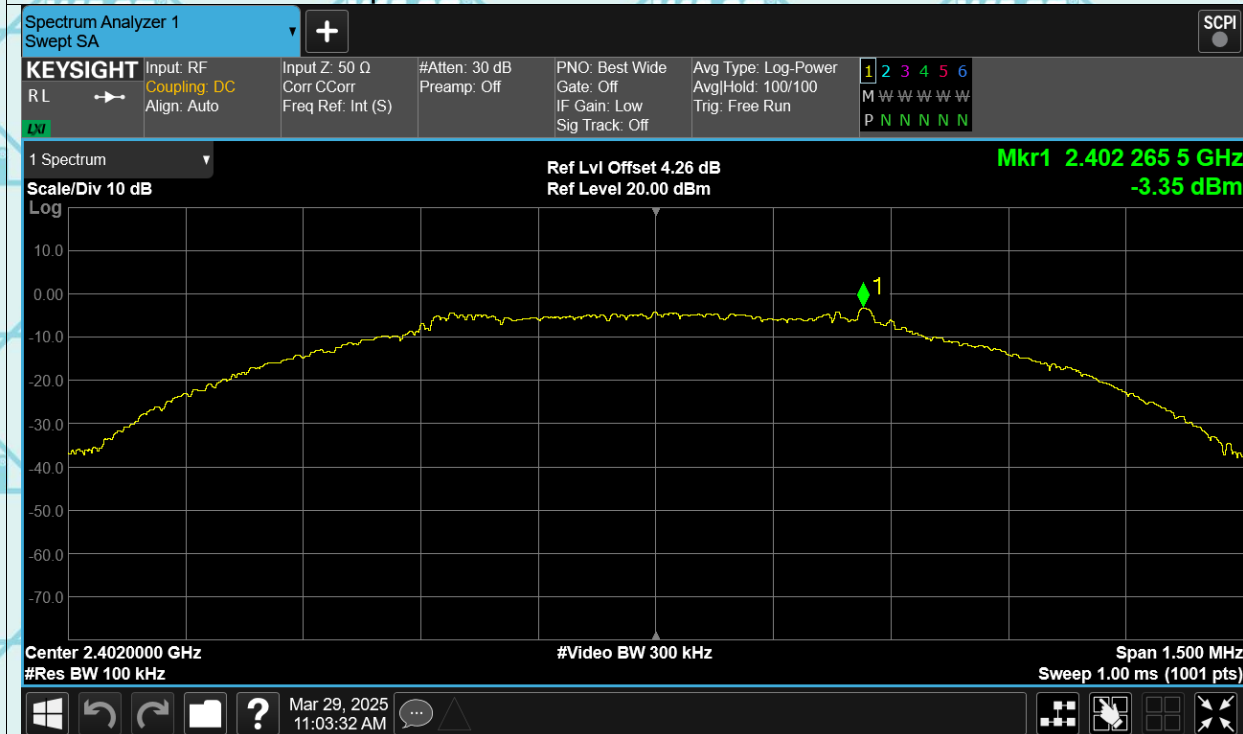 Spectrum Analyzer 1
Swept SA
▼
+
SCPI
KEYSIGHT
RL
LXI
Input: RF
Coupling: DC
Align: Auto
Input Z: 50 Ω
Corr CCorr
Freq Ref: Int (S)
#Atten: 30 dB
Preamp: Off
PNO: Best Wide
Gate: Off
IF Gain: Low
Sig Track: Off
Avg Type: Log-Power
Avg|Hold: 100/100
Trig: Free Run
1 2 3 4 5 6
M W W W W W
P N N N N N
1 Spectrum ▼
Scale/Div 10 dB
Log
Ref Lvl Offset 4.26 dB
Ref Level 20.00 dBm
Mkr1 2.402 265 5 GHz
-3.35 dBm
1
10.0
0.00
-10.0
-20.0
-30.0
-40.0
-50.0
-60.0
-70.0
Center 2.4020000 GHz
#Res BW 100 kHz
#Video BW 300 kHz
Span 1.500 MHz
Sweep 1.00 ms (1001 pts)
?
Mar 29, 2025
11:03:32 AM